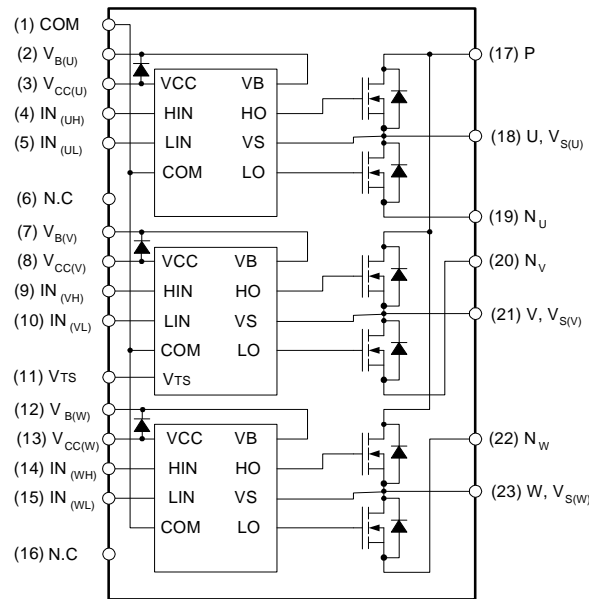 (1) COM
(2) VB(U)
(3) VCC(U)
(4) IN (UH)
(5) IN (UL)
(6) N.C
(7) VB(V)
(8) VCC(V)
(9) IN (VH)
(10) IN (VL)
(11) VTS
(12) VB(W)
(13) VCC(W)
(14) IN (WH)
(15) IN (WL)
(16) N.C
VCC VB
HIN HO
LIN VS
COM LO
VCC VB
HIN HO
LIN VS
COM LO
VTS
VCC VB
HIN HO
LIN VS
COM LO
(17) P
(18) U, VS(U)
(19) NU
(20) NV
(21) V, VS(V)
(22) NW
(23) W, VS(W)